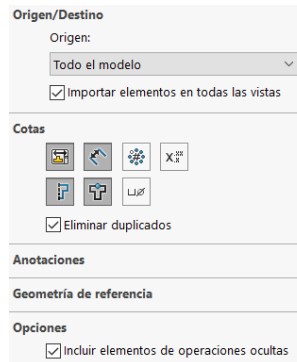 Origen/Destino
Origen:
Todo el modelo
Importar elementos en todas las vistas
Cotas
x.xx
Eliminar duplicados
Anotaciones
Geometría de referencia
Opciones
Incluir elementos de operaciones ocultas